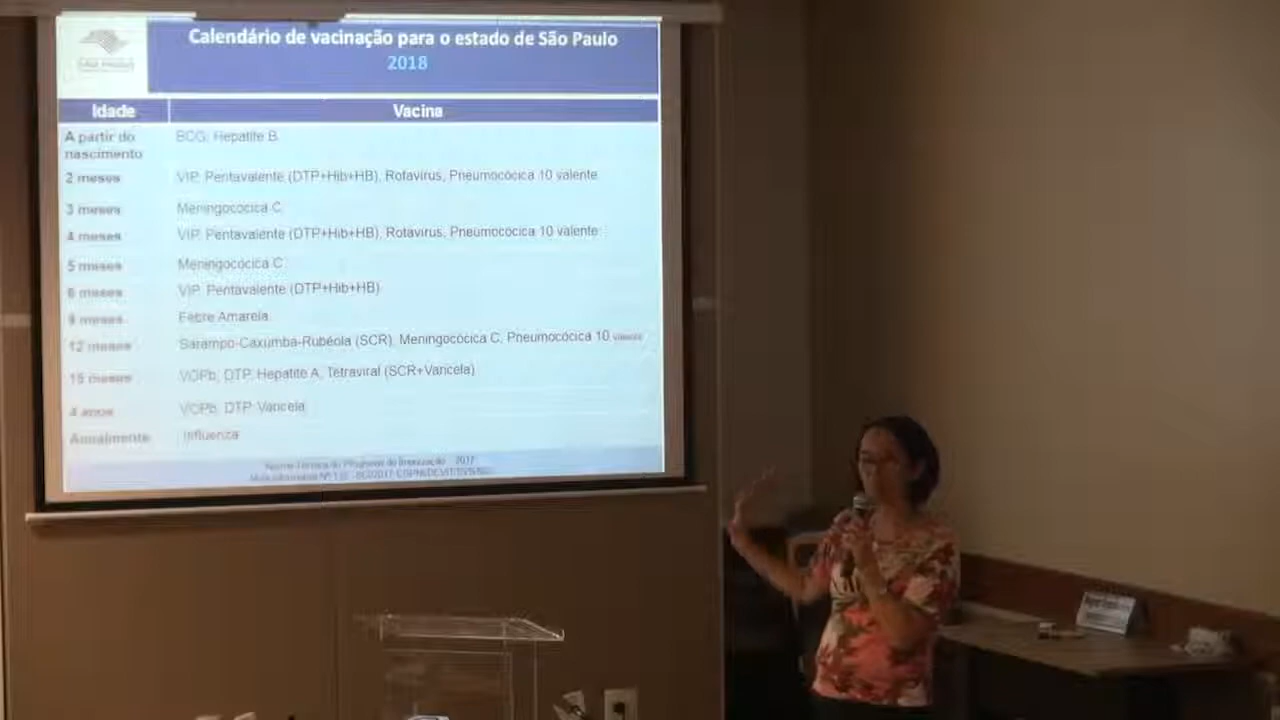 Calendário de vacinação para o estado de São Paulo
2018
Idade Vacina
A partir do nascimento BCG, Hepatite B
2 meses VIP, Pentavalente (DTP+Hib+HB), Rotavírus, Pneumocócica 10 valente
3 meses Meningocócica C
4 meses VIP, Pentavalente (DTP+Hib+HB), Rotavírus, Pneumocócica 10 valente
5 meses Meningocócica C
6 meses VIP, Pentavalente (DTP+Hib+HB)
9 meses Febre Amarela
12 meses Sarampo-Caxumba-Rubéola (SCR), Meningocócica C, Pneumocócica 10 valente
15 meses VOPb, DTP, Hepatite A, Tetraviral (SCR+Varicela)
4 anos VOPb, DTP, Varicela
Anualmente Influenza